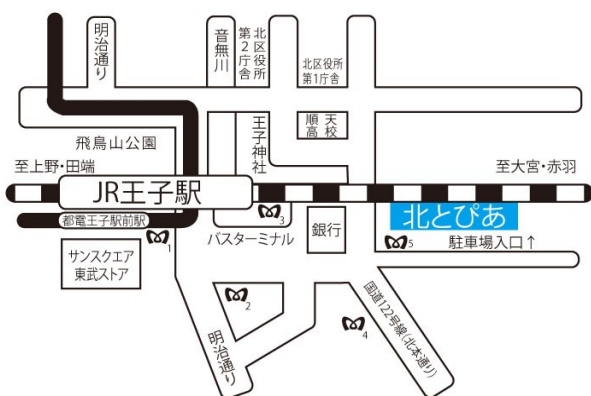 明治通り
音無川
北区役所
第2庁舎
北区役所
第1庁舎
順天
高校
王子神社
飛鳥山公園
至上野・田端
至大宮・赤羽
JR王子駅
北とぴあ
都電王子駅前駅
1
3
バスターミナル
銀行
5
駐車場入口↑
サンスクエア
東武ストア
2
4
明治通り
国道122号線(北本通り)